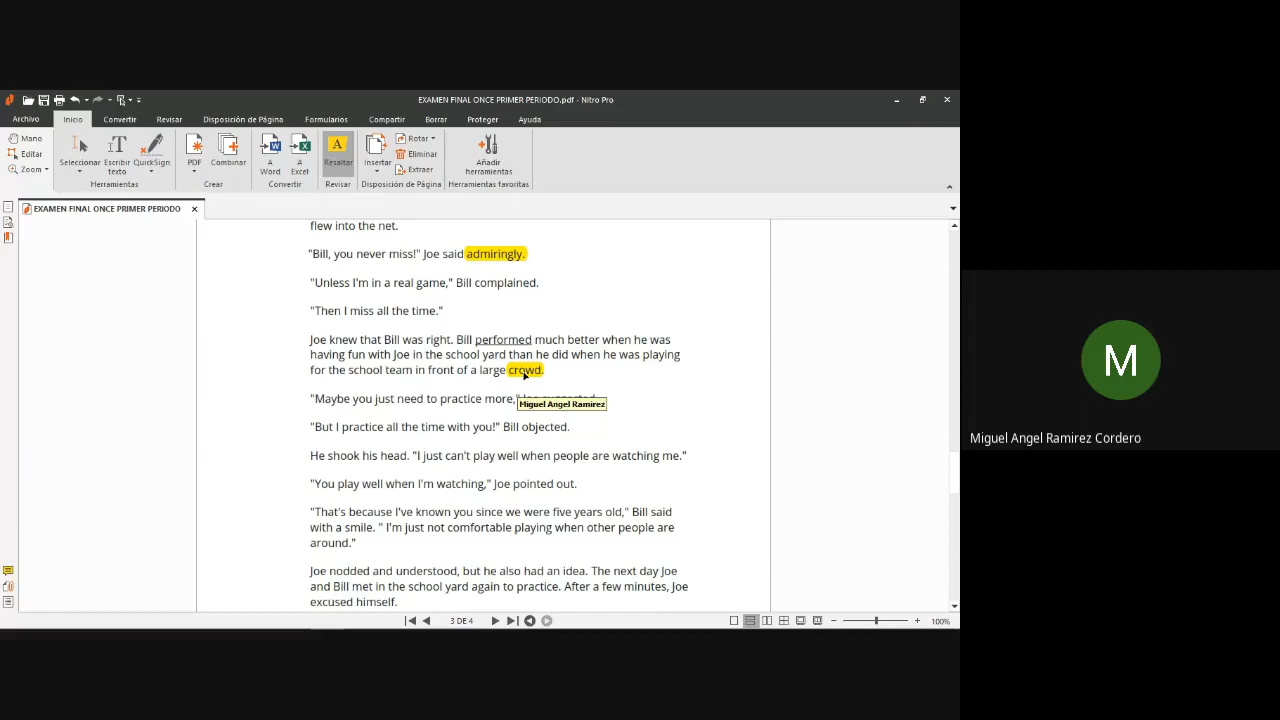 EXAMEN FINAL ONCE PRIMER PERIODO.pdf - Nitro Pro
Archivo Inicio Convertir Revisar Disposición de Página Formularios Compartir Borrar Proteger Ayuda
Mano
Editar
Zoom
Seleccionar
Escribir texto
QuickSign
Herramientas
PDF
Combinar
Crear
A Word
A Excel
Convertir
Resaltar
Revisar
Insertar
Rotar
Eliminar
Extraer
Disposición de Página
Añadir herramientas
Herramientas favoritas
EXAMEN FINAL ONCE PRIMER PERIODO
flew into the net.
"Bill, you never miss!" Joe said admiringly.
"Unless I'm in a real game," Bill complained.
"Then I miss all the time."
Joe knew that Bill was right. Bill performed much better when he was
having fun with Joe in the school yard than he did when he was playing
for the school team in front of a large crowd.
"Maybe you just need to practice more,"
Miguel Angel Ramirez
"But I practice all the time with you!" Bill objected.
He shook his head. "I just can't play well when people are watching me."
"You play well when I'm watching," Joe pointed out.
"That's because I've known you since we were five years old," Bill said
with a smile. " I'm just not comfortable playing when other people are
around."
Joe nodded and understood, but he also had an idea. The next day Joe
and Bill met in the school yard again to practice. After a few minutes, Joe
excused himself.
3 DE 4
100%
M
Miguel Angel Ramirez Cordero